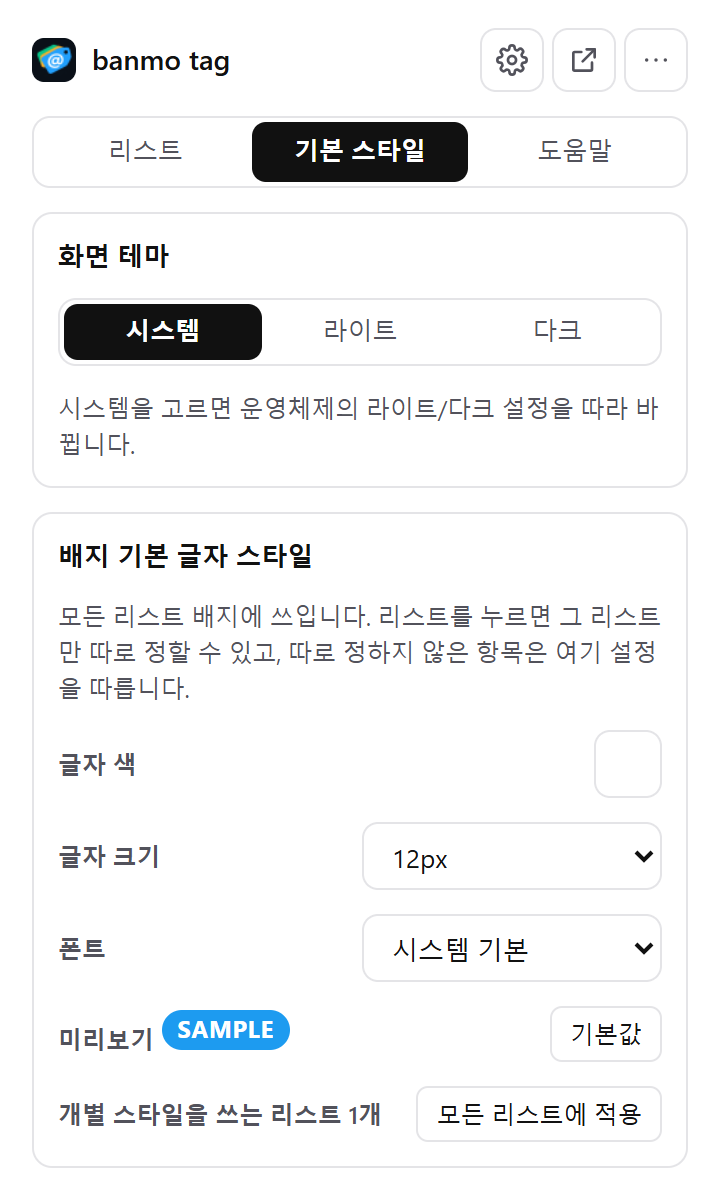 banmo tag
리스트
기본 스타일
도움말
화면 테마
시스템
라이트
다크
시스템을 고르면 운영체제의 라이트/다크 설정을 따라 바
뀝니다.
배지 기본 글자 스타일
모든 리스트 배지에 쓰입니다. 리스트를 누르면 그 리스트
만 따로 정할 수 있고, 따로 정하지 않은 항목은 여기 설정
을 따릅니다.
글자 색
글자 크기
12px
폰트
시스템 기본
미리보기 SAMPLE
기본값
개별 스타일을 쓰는 리스트 1개
모든 리스트에 적용